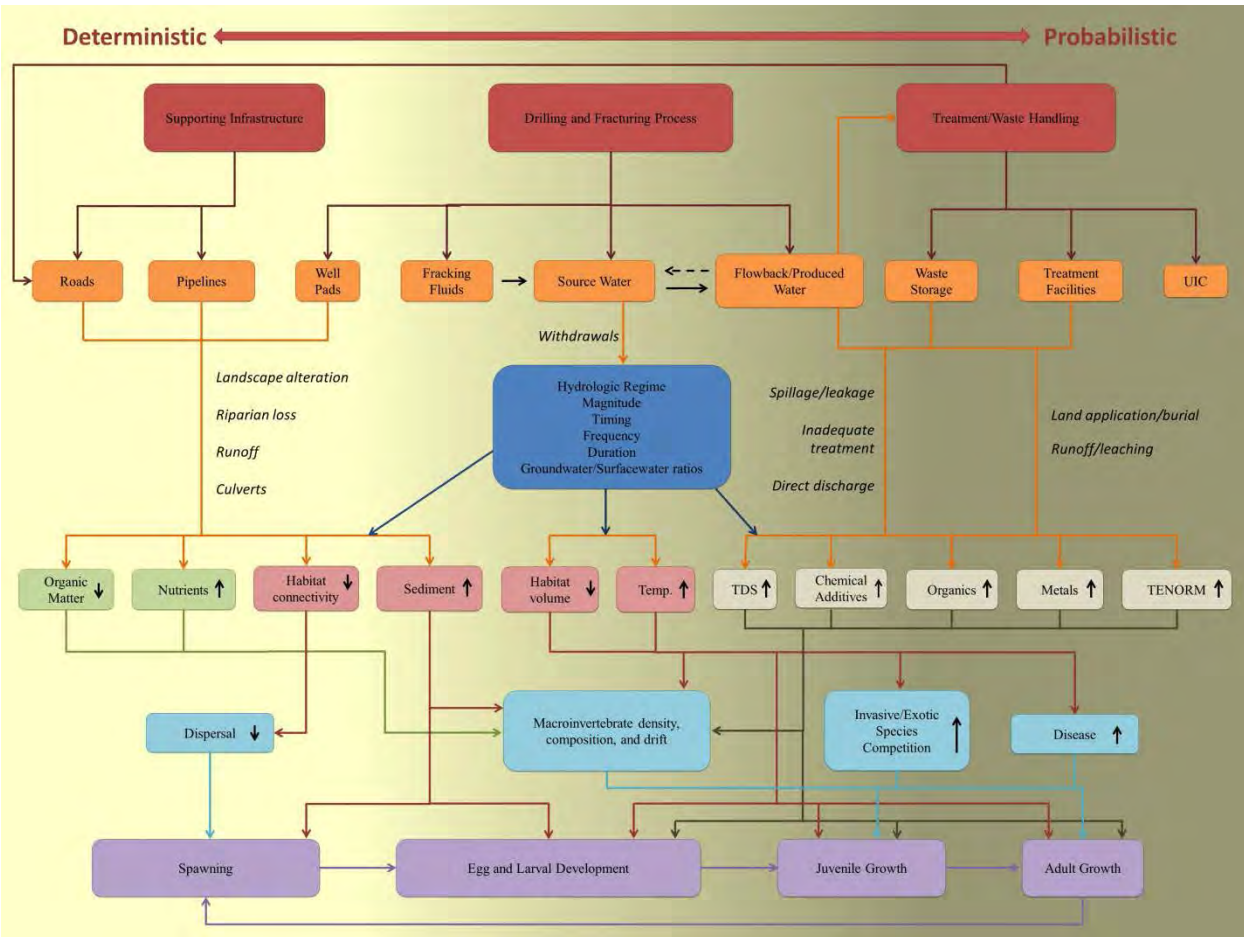 Deterministic
Probabilistic
Supporting Infrastructure
Drilling and Fracturing Process
Treatment/Waste Handling
Roads
Pipelines
Well
Pads
Fracking
Fluids
Source Water
Flowback/Produced
Water
Waste
Storage
Treatment
Facilities
UIC
Withdrawals
Landscape alteration
Riparian loss
Runoff
Culverts
Hydrologic Regime
Magnitude
Timing
Frequency
Duration
Groundwater/Surfacewater ratios
Spillage/leakage
Inadequate
treatment
Direct discharge
Land application/burial
Runoff/leaching
Organic
Matter
Nutrients
Habitat
connectivity
Sediment
Habitat
volume
Temp.
TDS
Chemical
Additives
Organics
Metals
TENORM
Dispersal
Macroinvertebrate density,
composition, and drift
Invasive/Exotic
Species
Competition
Disease
Spawning
Egg and Larval Development
Juvenile Growth
Adult Growth